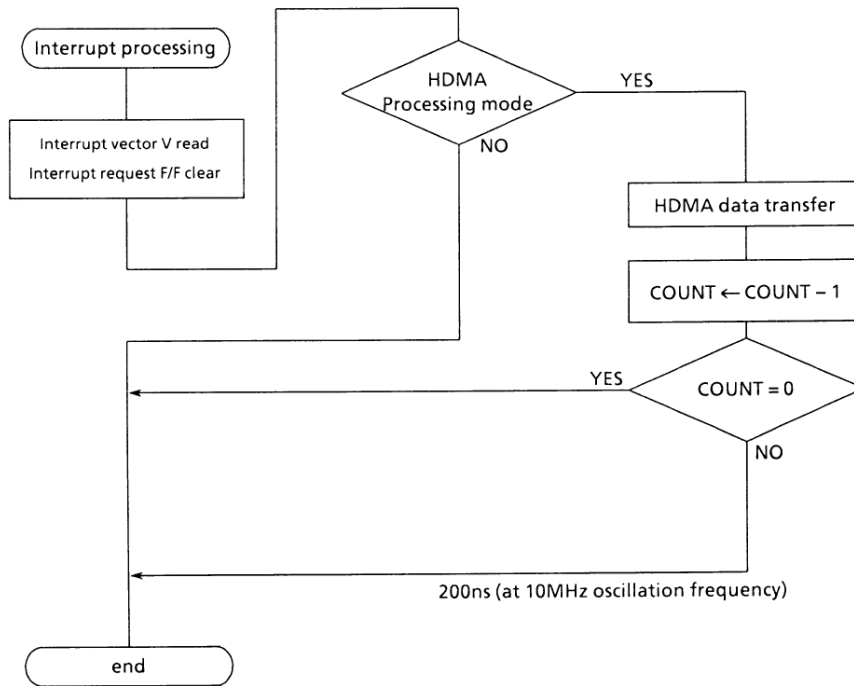 Interrupt processing
Interrupt vector V read
Interrupt request F/F clear
HDMA
Processing mode
YES
NO
HDMA data transfer
COUNT ← COUNT – 1
YES
COUNT = 0
NO
200ns (at 10MHz oscillation frequency)
end